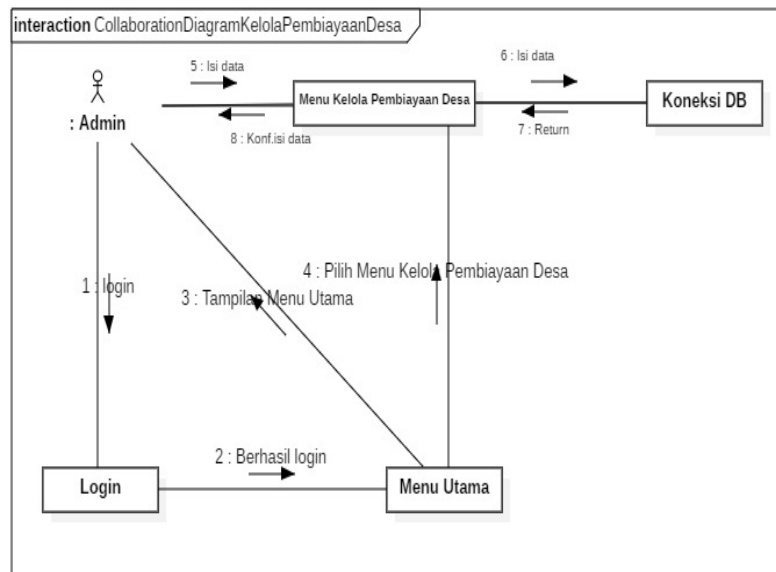 interaction CollaborationDiagramKelolaPembiayaanDesa
5 : Isi data
6 : Isi data
Menu Kelola Pembiayaan Desa
Koneksi DB
: Admin
8 : Konf.isi data
7 : Return
4 : Pilih Menu Kelola Pembiayaan Desa
1 : login
3 : Tampilan Menu Utama
2 : Berhasil login
Login
Menu Utama